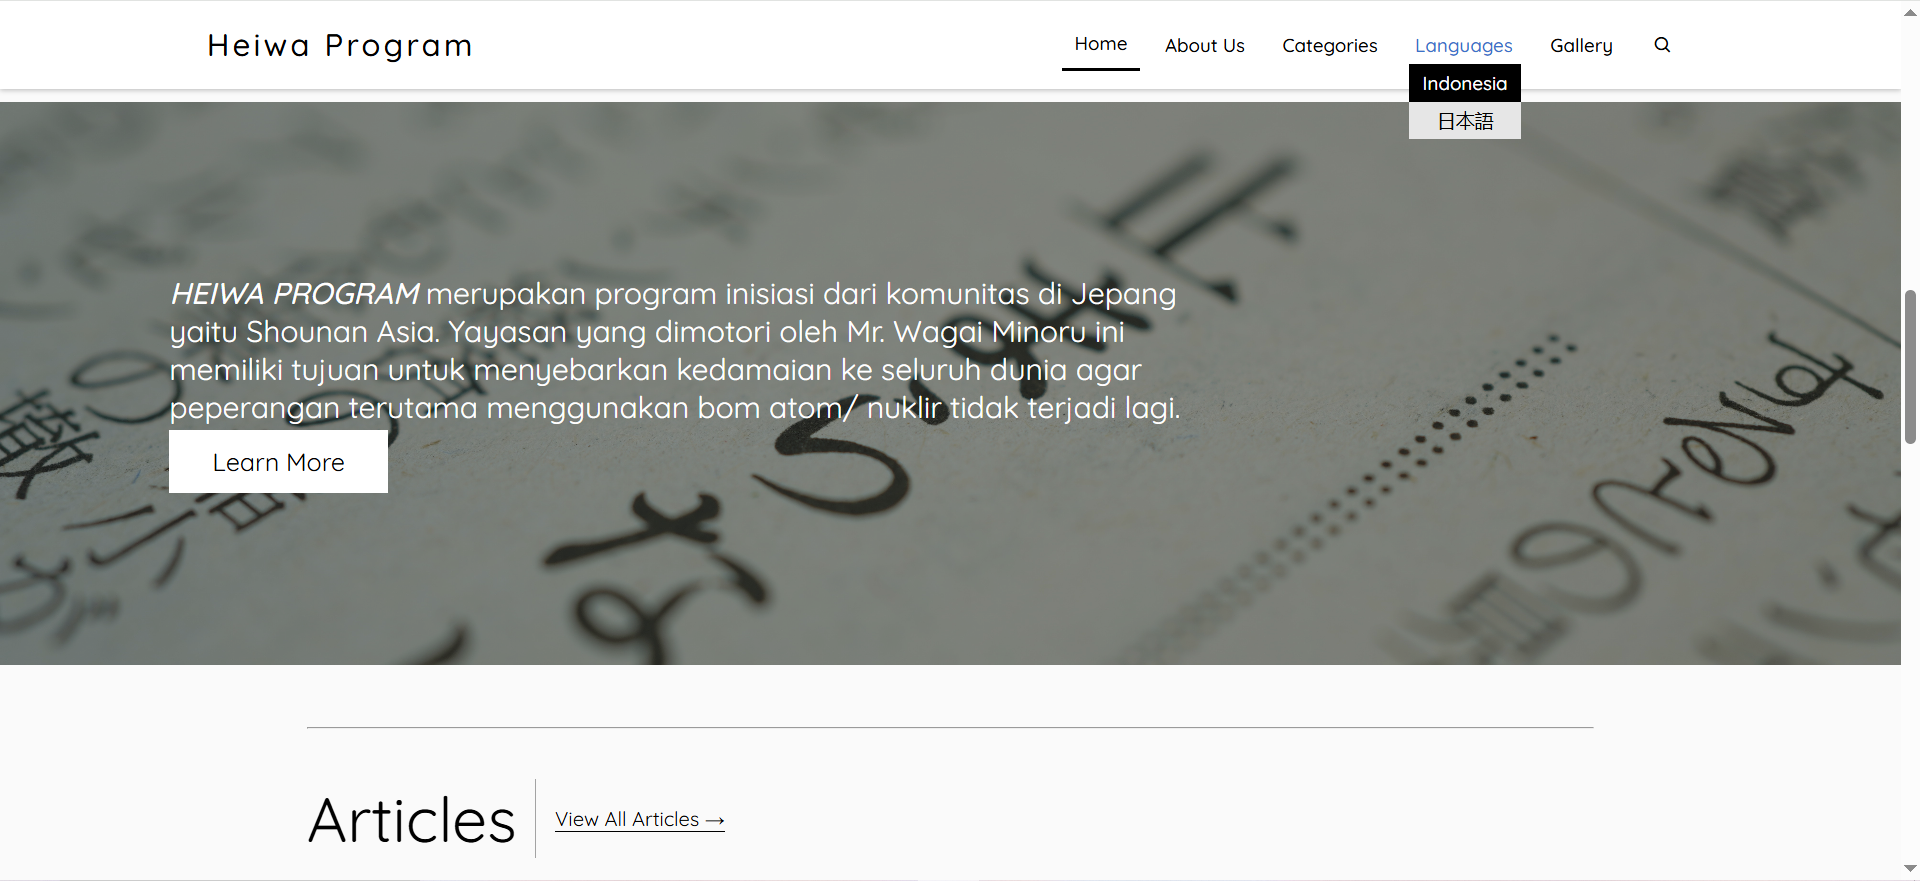 Heiwa Program
Home About Us Categories Languages Gallery
Indonesia
日本語
HEIWA PROGRAM merupakan program inisiasi dari komunitas di Jepang
yaitu Shounan Asia. Yayasan yang dimotori oleh Mr. Wagai Minoru ini
memiliki tujuan untuk menyebarkan kedamaian ke seluruh dunia agar
peperangan terutama menggunakan bom atom/ nuklir tidak terjadi lagi.
Learn More
Articles
View All Articles →